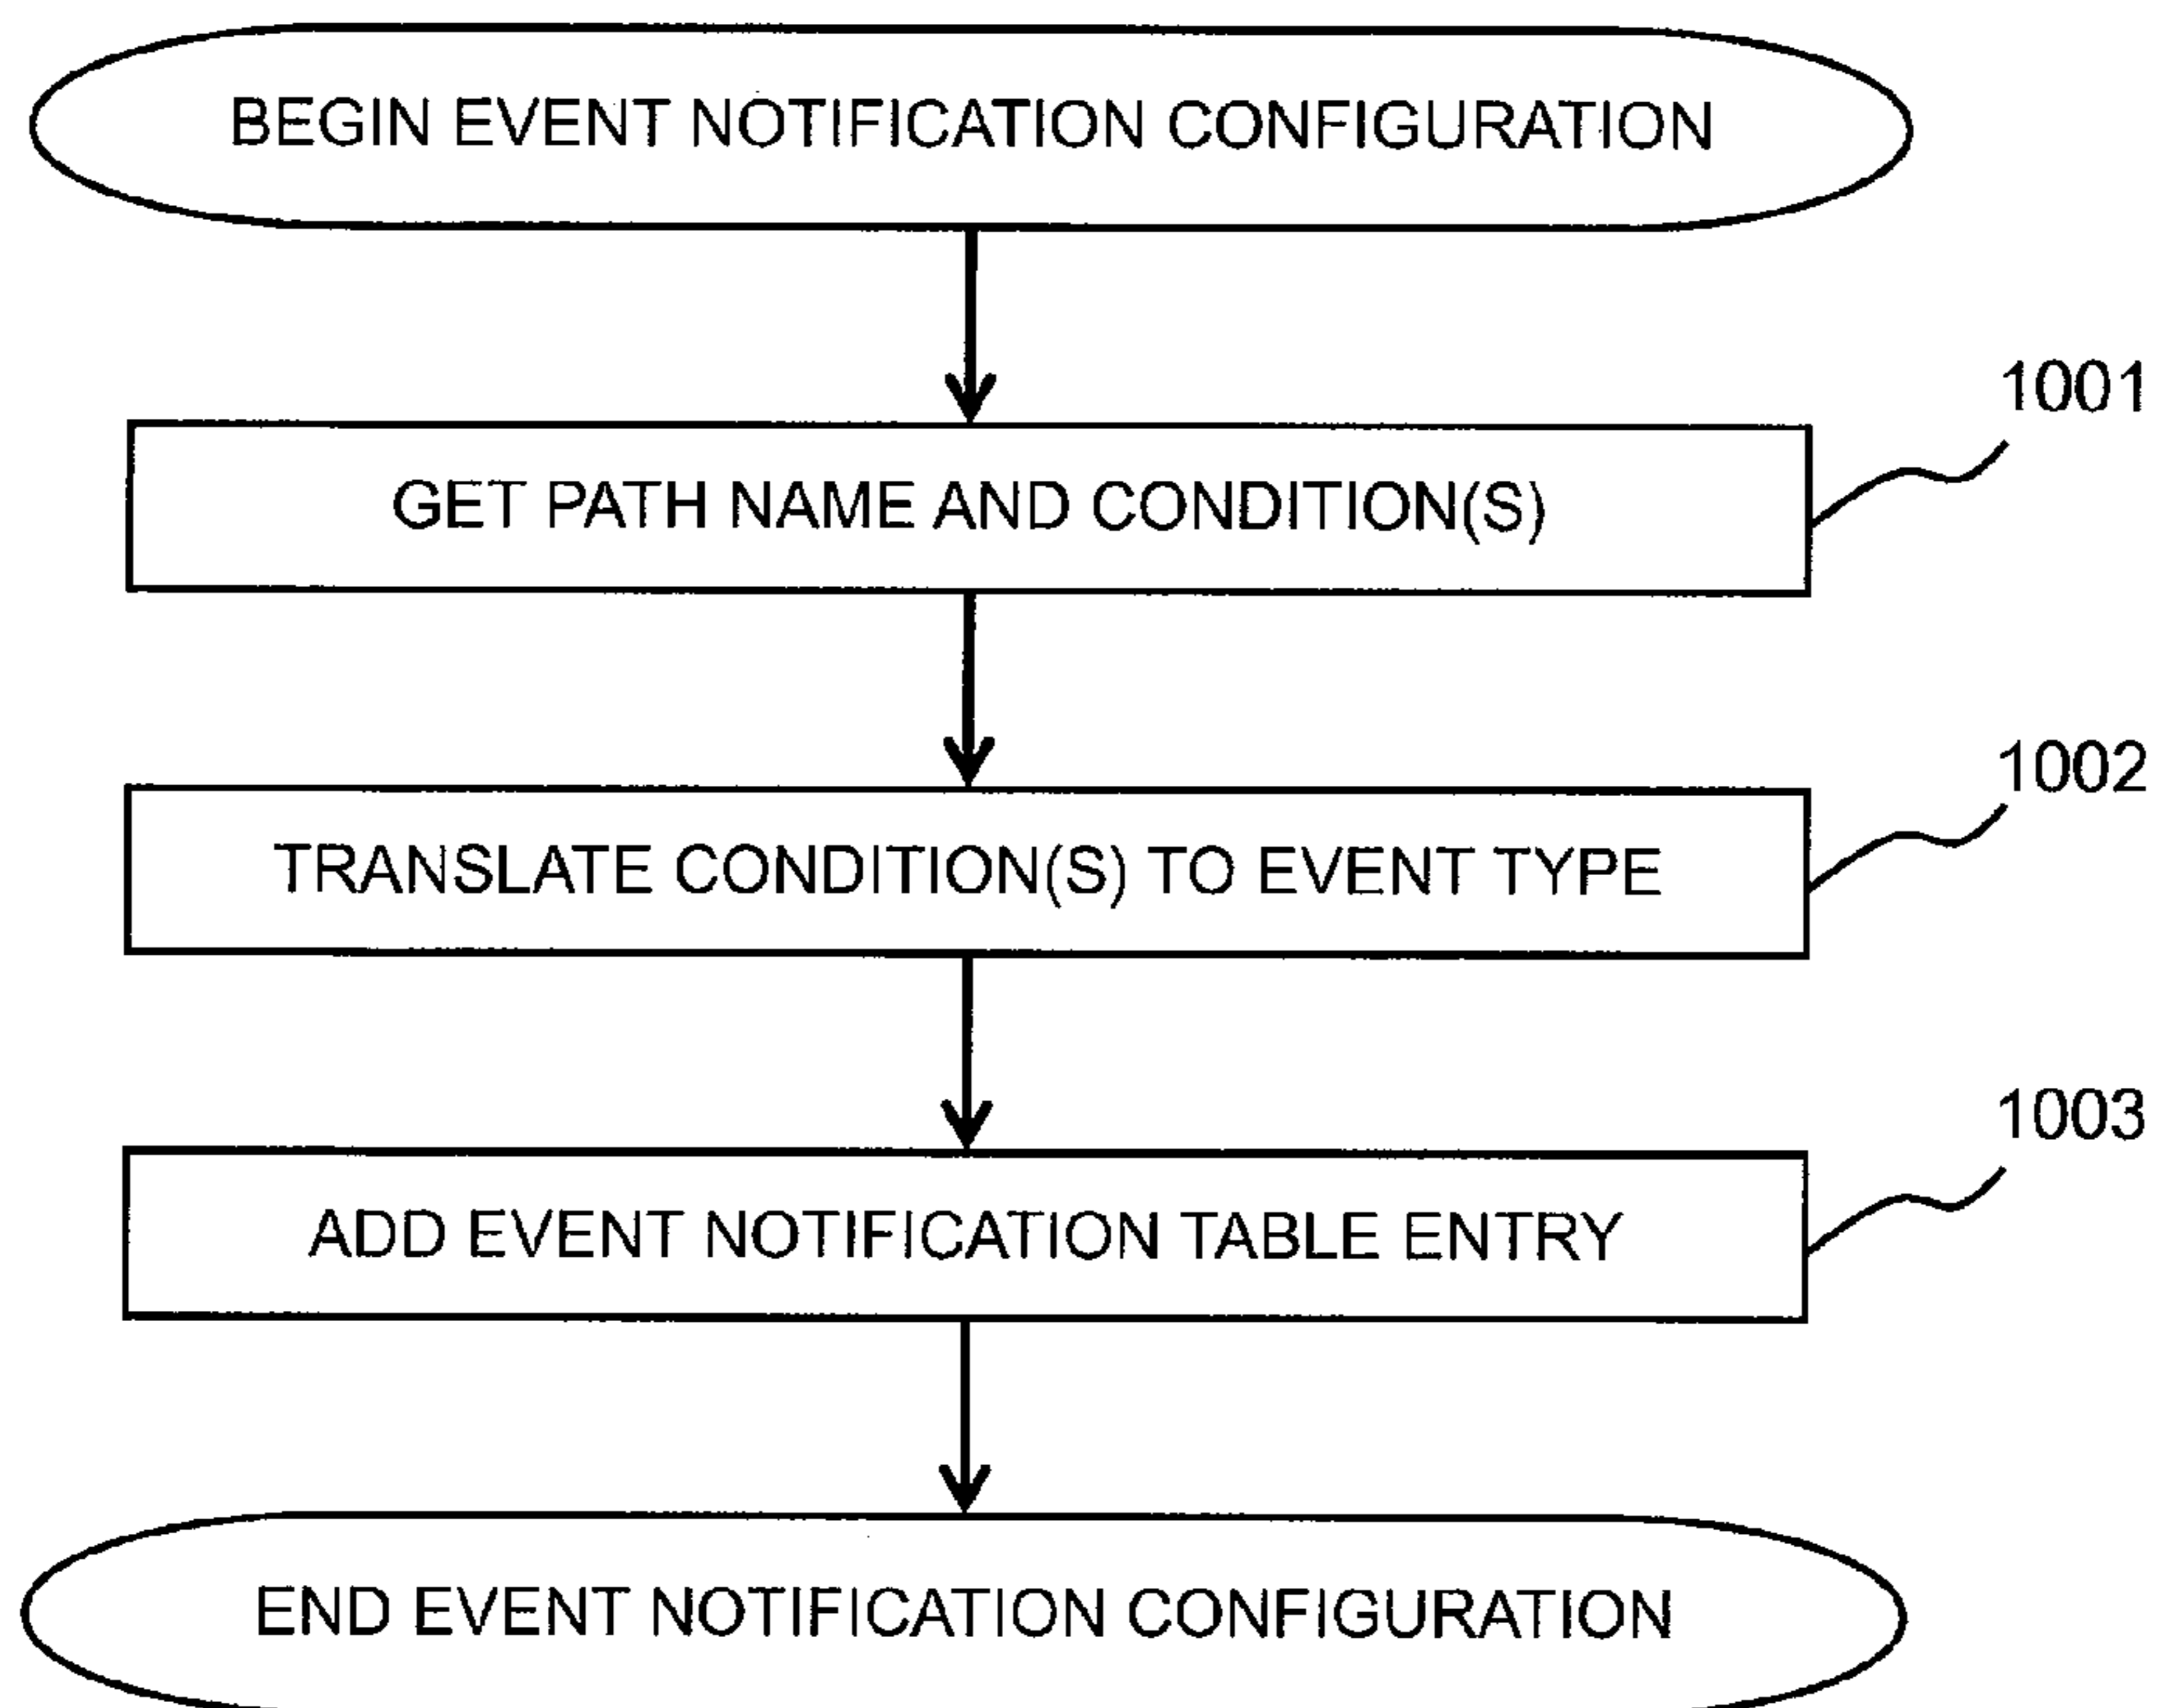 BEGIN EVENT NOTIFICATION CONFIGURATION
1001
GET PATH NAME AND CONDITION(S)
1002
TRANSLATE CONDITION(S) TO EVENT TYPE
1003
ADD EVENT NOTIFICATION TABLE ENTRY
END EVENT NOTIFICATION CONFIGURATION